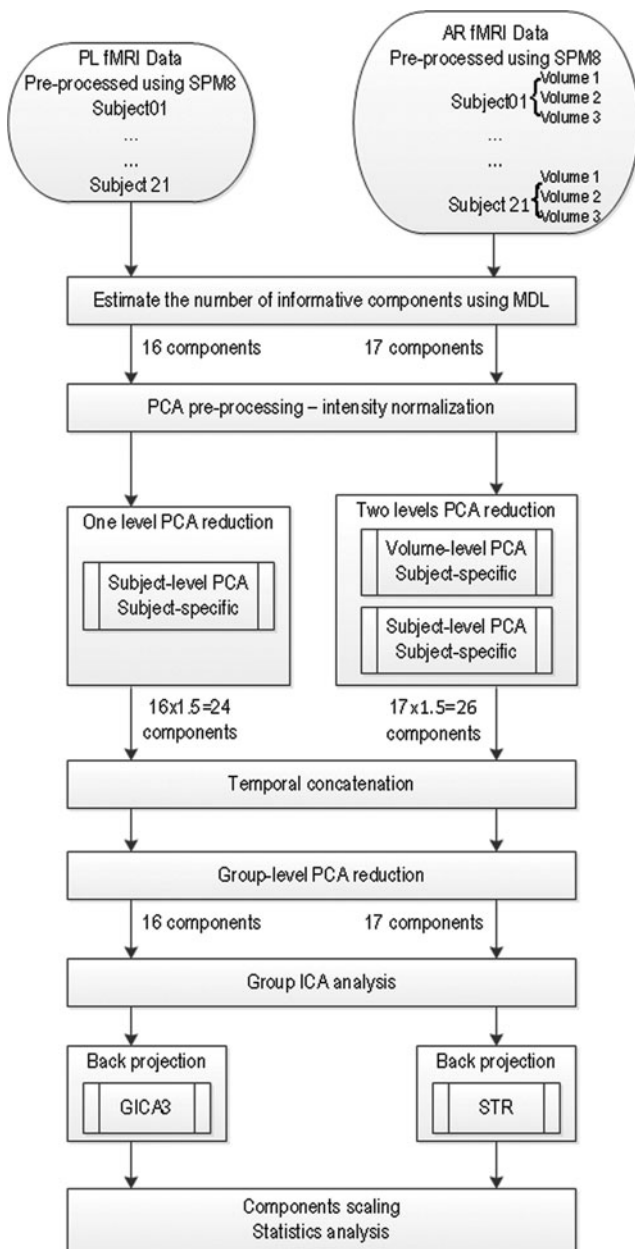 PL fMRI Data
Pre-processed using SPM8
Subject01
...
...
Subject 21
AR fMRI Data
Pre-processed using SPM8
Subject01
Volume 1
Volume 2
Volume 3
...
...
Subject 21
Volume 1
Volume 2
Volume 3
Estimate the number of informative components using MDL
16 components
17 components
PCA pre-processing – intensity normalization
One level PCA reduction
Subject-level PCA
Subject-specific
Two levels PCA reduction
Volume-level PCA
Subject-specific
Subject-level PCA
Subject-specific
16x1.5=24
components
17x1.5=26
components
Temporal concatenation
Group-level PCA reduction
16 components
17 components
Group ICA analysis
Back projection
GICA3
Back projection
STR
Components scaling
Statistics analysis